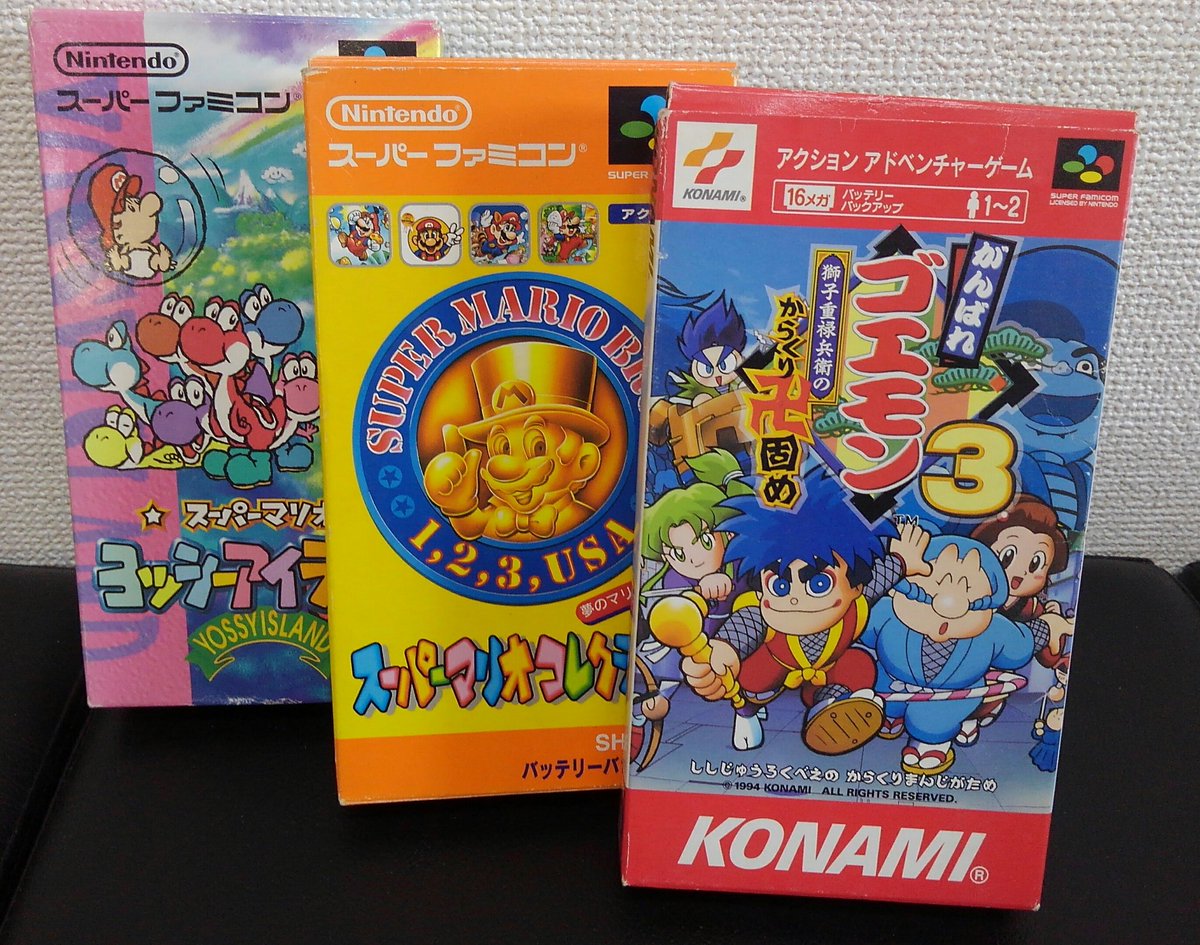 Nintendo
スーパーファミコン®
スーパーマリオ
ヨッシーアイ
YOSSY ISLAND
Nintendo®
スーパーファミコン®
SUPER
アク
SUPER MARIO
1, 2, 3, USA
夢のマリ
スーパーマリオコレク
SH
バッテリーバ
KONAMI®
アクション アドベンチャーゲーム
16メガ
バッテリー
バックアップ
1~2
SUPER FAMICOM
LICENSED BY NINTENDO
がんばれ
ゴエモン
3
TM
獅子重禄兵衛の
からくり
卍
固め
ししじゅうろくべえの からくりまんじがため
© 1994 KONAMI ALL RIGHTS RESERVED.
KONAMI®